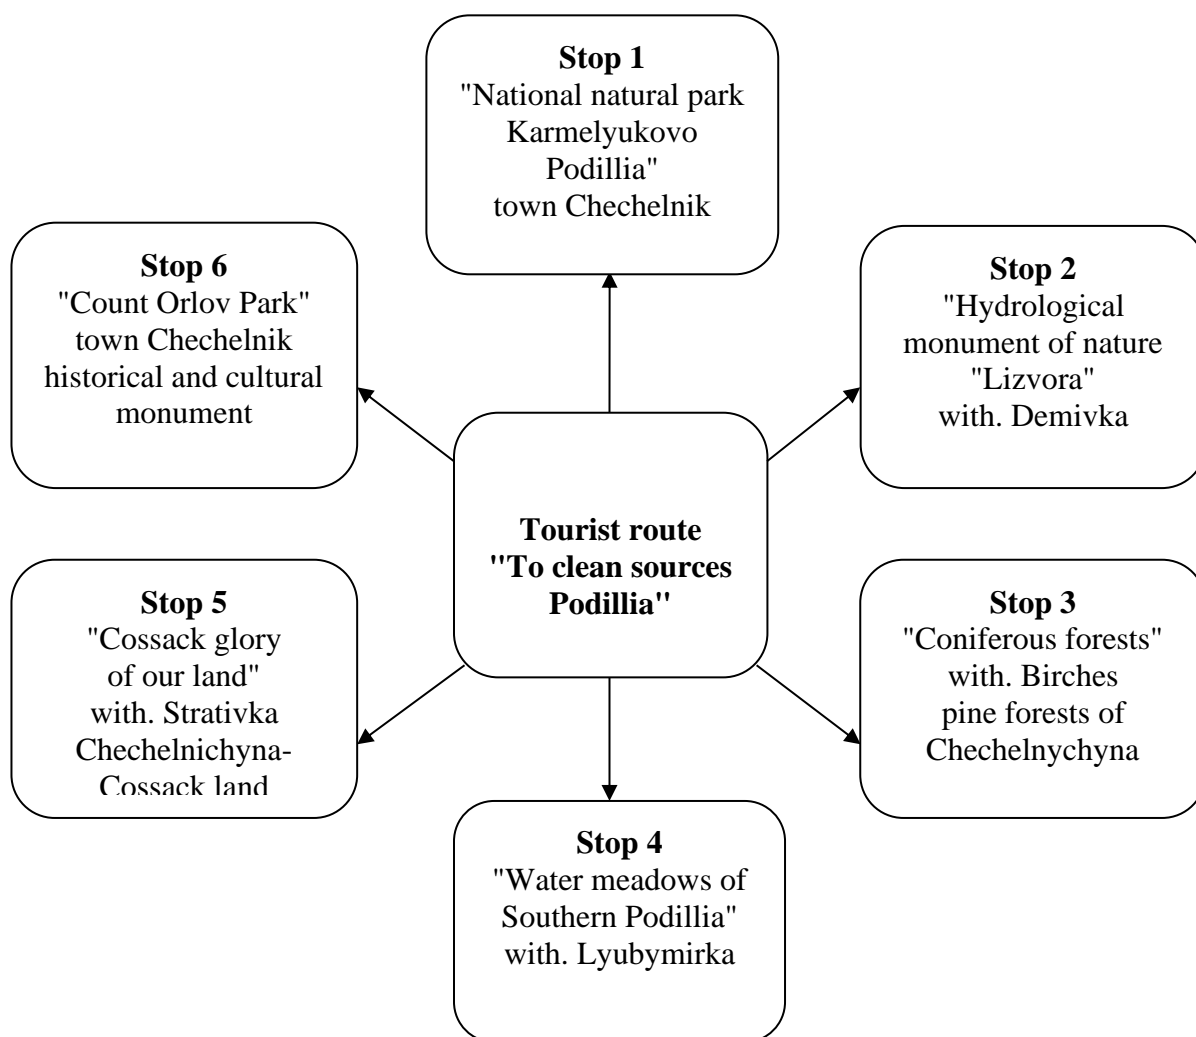 Stop 1
"National natural park
Karmelyukovo
Podillia"
town Chechelnik
Stop 6
"Count Orlov Park"
town Chechelnik
historical and cultural
monument
Stop 2
"Hydrological
monument of nature
"Lizvora"
with. Demivka
Tourist route
"To clean sources
Podillia"
Stop 5
"Cossack glory
of our land"
with. Strativka
Chechelnichyna-
Cossack land
Stop 3
"Coniferous forests"
with. Birches
pine forests of
Chechelnychyna
Stop 4
"Water meadows of
Southern Podillia"
with. Lyubymirka